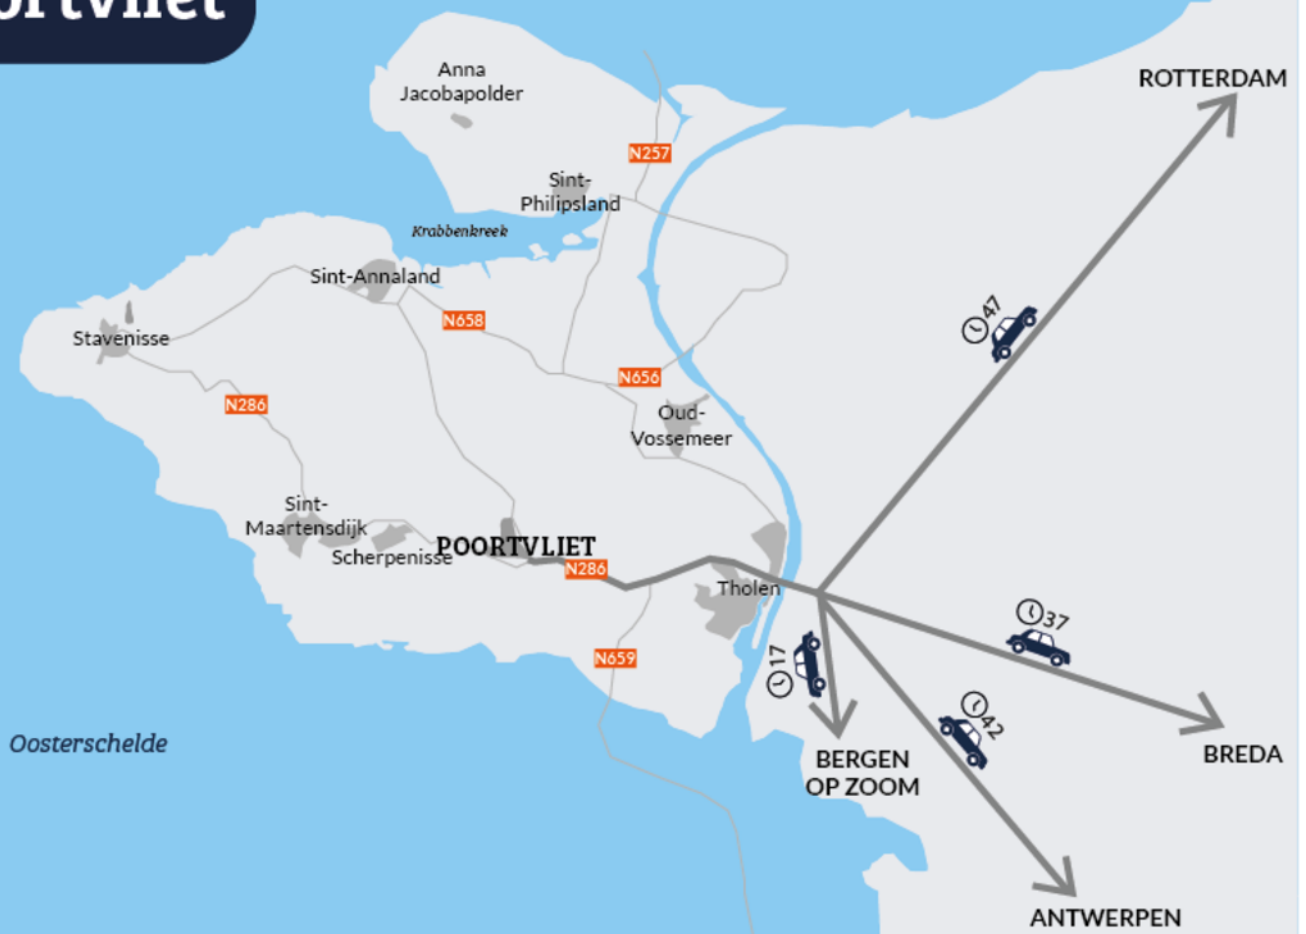 ortvliet
ROTTERDAM
Anna
Jacobapolder
N257
Sint-
Philipsland
Krabbenkreek
Sint-Annaland
N658
47
Stavenisse
N656
N286
Oud-
Vossemeer
Sint-
Maartensdijk
Scherpenisse
POORTVLIET
N286
Tholen
37
17
N659
42
Oosterschelde
BERGEN
OP ZOOM
BREDA
ANTWERPEN